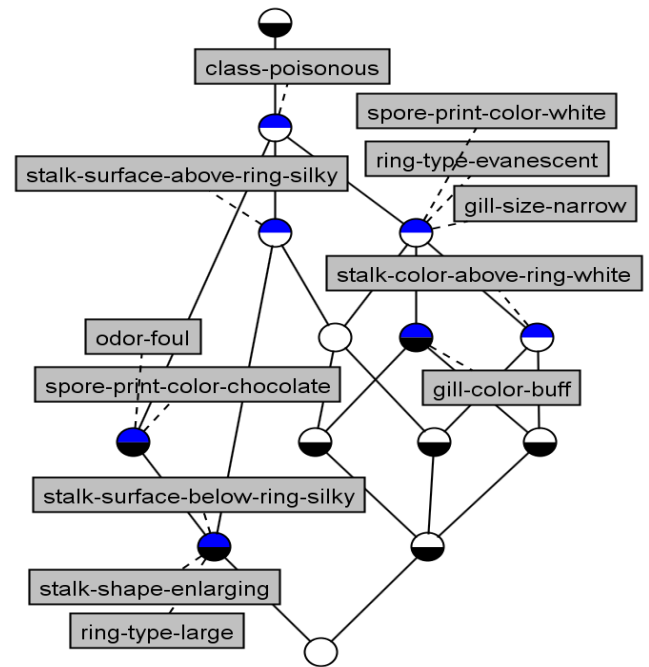 class-poisonous
spore-print-color-white
ring-type-evanescent
stalk-surface-above-ring-silky
gill-size-narrow
stalk-color-above-ring-white
odor-foul
spore-print-color-chocolate
gill-color-buff
stalk-surface-below-ring-silky
stalk-shape-enlarging
ring-type-large